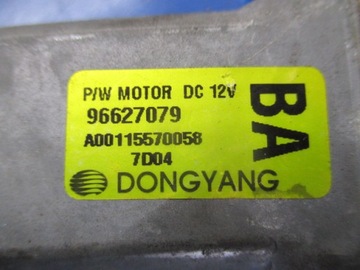 P/W MOTOR DC 12V
96627079
A00115570058
7D04
DONGYANG
BA